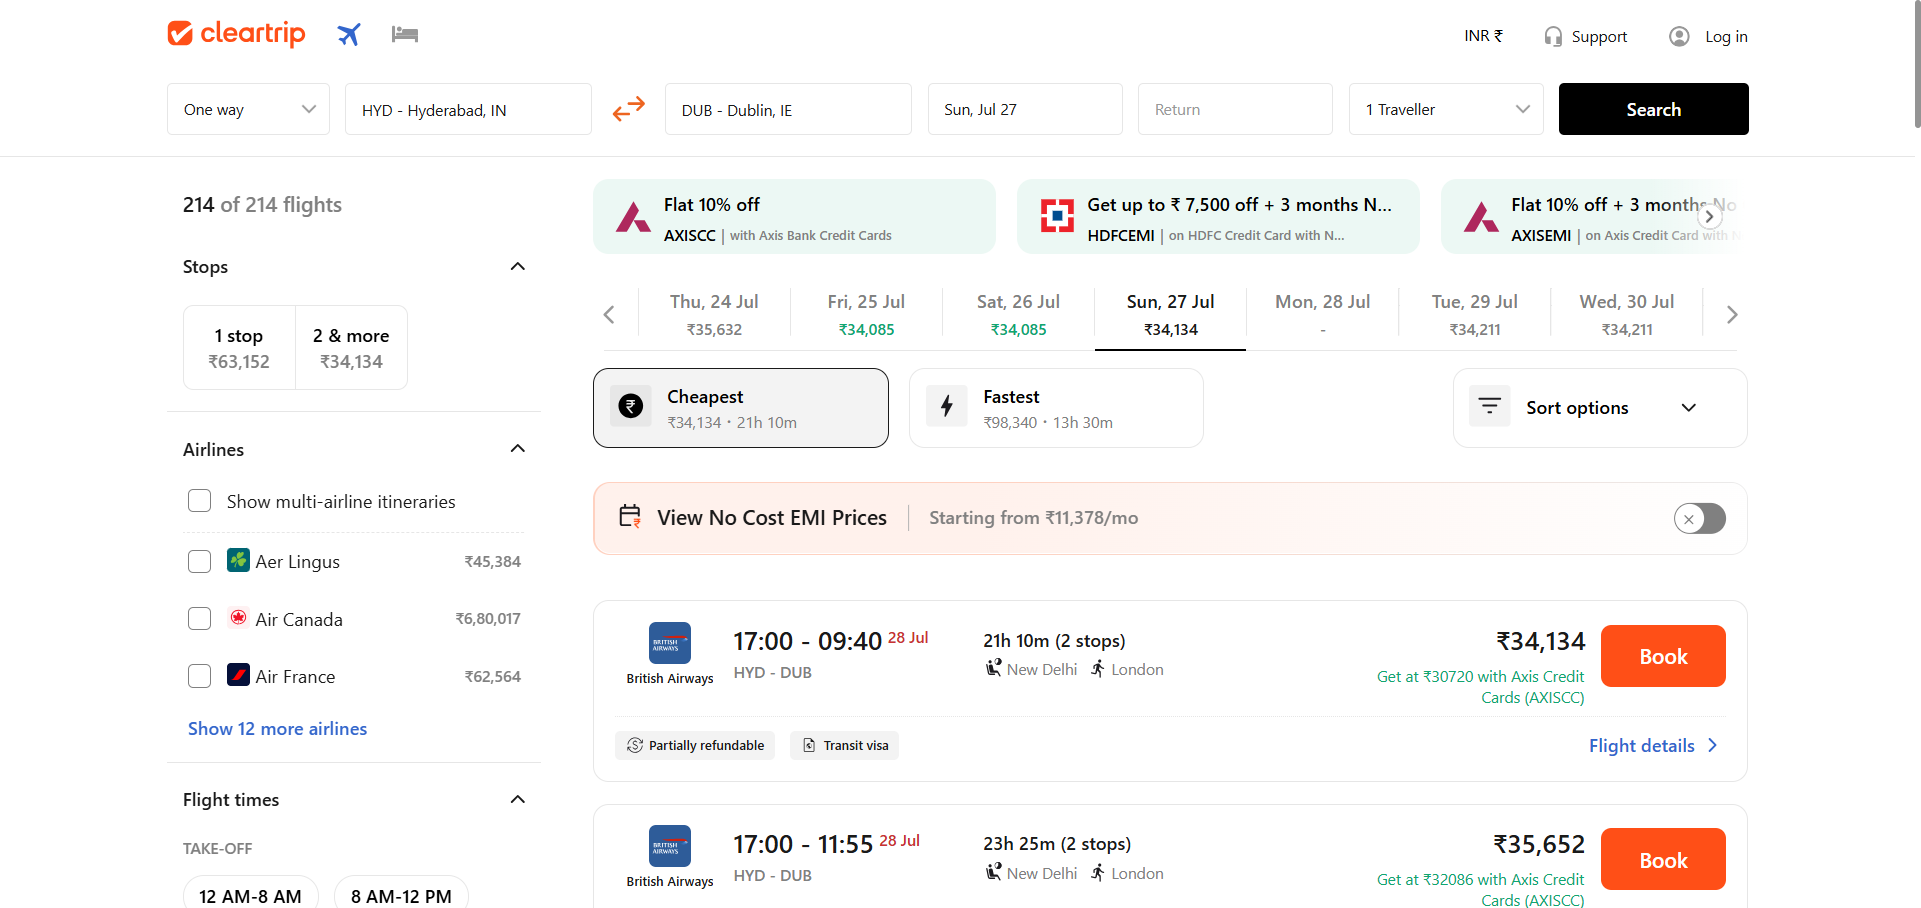 cleartrip
INR ₹
Support
Log in
One way
HYD - Hyderabad, IN
DUB - Dublin, IE
Sun, Jul 27
Return
1 Traveller
Search
214 of 214 flights
Stops
1 stop
₹63,152
2 & more
₹34,134
Airlines
Show multi-airline itineraries
Aer Lingus ₹45,384
Air Canada ₹6,80,017
Air France ₹62,564
Show 12 more airlines
Flight times
TAKE-OFF
12 AM-8 AM
8 AM-12 PM
Flat 10% off
AXISCC | with Axis Bank Credit Cards
Get up to ₹ 7,500 off + 3 months N...
HDFCEMI | on HDFC Credit Card with N...
Flat 10% off + 3 months No
AXISEMI | on Axis Credit Card with N
Thu, 24 Jul
₹35,632
Fri, 25 Jul
₹34,085
Sat, 26 Jul
₹34,085
Sun, 27 Jul
₹34,134
Mon, 28 Jul
-
Tue, 29 Jul
₹34,211
Wed, 30 Jul
₹34,211
Cheapest
₹34,134 • 21h 10m
Fastest
₹98,340 • 13h 30m
Sort options
View No Cost EMI Prices
Starting from ₹11,378/mo
BRITISH
AIRWAYS
British Airways
17:00 - 09:40 28 Jul
HYD - DUB
21h 10m (2 stops)
New Delhi London
₹34,134
Get at ₹30720 with Axis Credit
Cards (AXISCC)
Book
Partially refundable
Transit visa
Flight details
BRITISH
AIRWAYS
British Airways
17:00 - 11:55 28 Jul
HYD - DUB
23h 25m (2 stops)
New Delhi London
₹35,652
Get at ₹32086 with Axis Credit
Cards (AXISCC)
Book